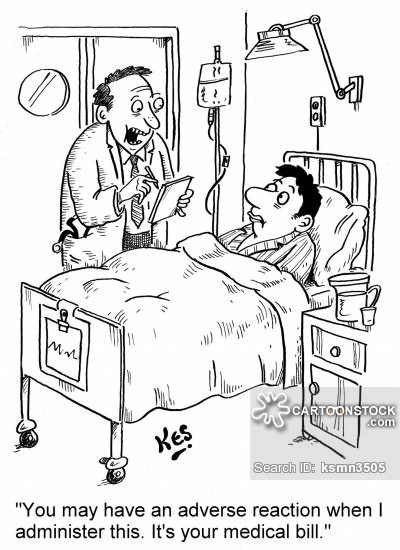 CARTOONSTOCK
.com
Search ID: ksmn3505
KES
"You may have an adverse reaction when I
administer this. It's your medical bill."